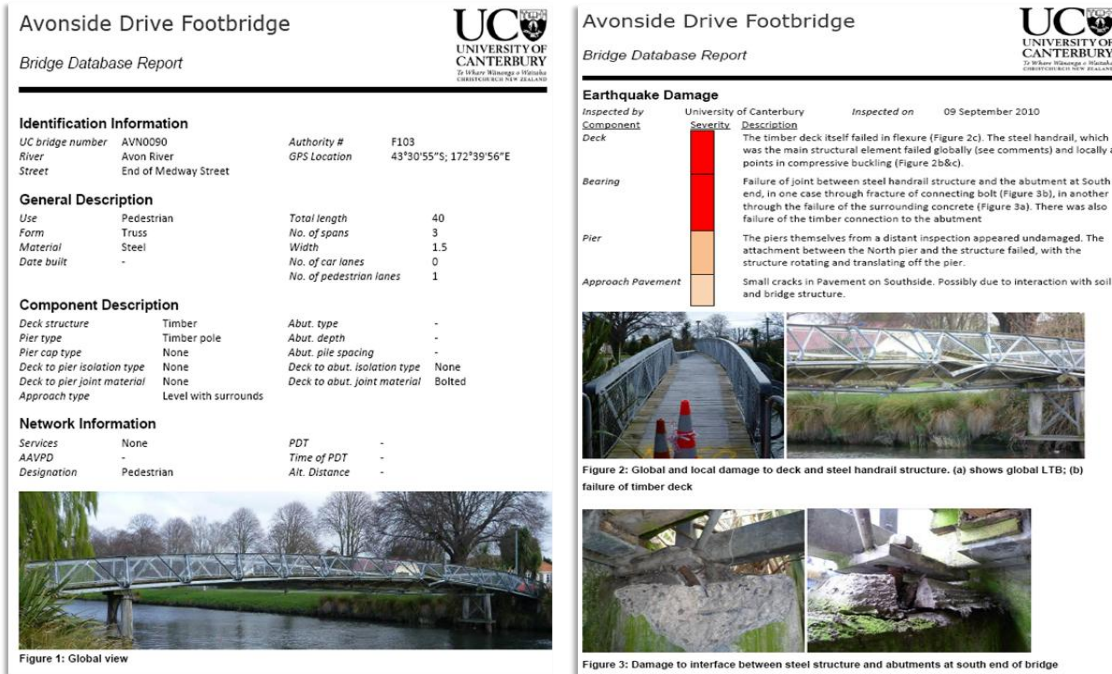 Avonside Drive Footbridge
UC
UNIVERSITY OF
CANTERBURY
Te Whare Wānanga o Waitaha
CHRISTCHURCH NEW ZEALAND
Bridge Database Report
Identification Information
UC bridge number AVN0090 Authority # F103
River Avon River GPS Location 43°30'55"S; 172°39'56"E
Street End of Medway Street
General Description
Use Pedestrian Total length 40
Form Truss No. of spans 3
Material Steel Width 1.5
Date built - No. of car lanes 0
No. of pedestrian lanes 1
Component Description
Deck structure Timber Abut. type -
Pier type Timber pole Abut. depth -
Pier cap type None Abut. pile spacing -
Deck to pier isolation type None Deck to abut. isolation type None
Deck to pier joint material None Deck to abut. joint material Bolted
Approach type Level with surrounds
Network Information
Services None PDT -
AAVPD - Time of PDT -
Designation Pedestrian Alt. Distance -
Figure 1: Global view
Avonside Drive Footbridge
UC
UNIVERSITY OF
CANTERBURY
Te Whare Wānanga o Waitaha
CHRISTCHURCH NEW ZEALAND
Bridge Database Report
Earthquake Damage
Inspected by University of Canterbury Inspected on 09 September 2010
Component Severity Description
Deck The timber deck itself failed in flexure (Figure 2c). The steel handrail, which
was the main structural element failed globally (see comments) and locally a
points in compressive buckling (Figure 2b&c).
Bearing Failure of joint between steel handrail structure and the abutment at South
end, in one case through fracture of connecting bolt (Figure 3b), in another
through the failure of the surrounding concrete (Figure 3a). There was also
failure of the timber connection to the abutment
Pier The piers themselves from a distant inspection appeared undamaged. The
attachment between the North pier and the structure failed, with the
structure rotating and translating off the pier.
Approach Pavement Small cracks in Pavement on Southside. Possibly due to interaction with soil
and bridge structure.
Figure 2: Global and local damage to deck and steel handrail structure. (a) shows global LTB; (b)
failure of timber deck
Figure 3: Damage to interface between steel structure and abutments at south end of bridge